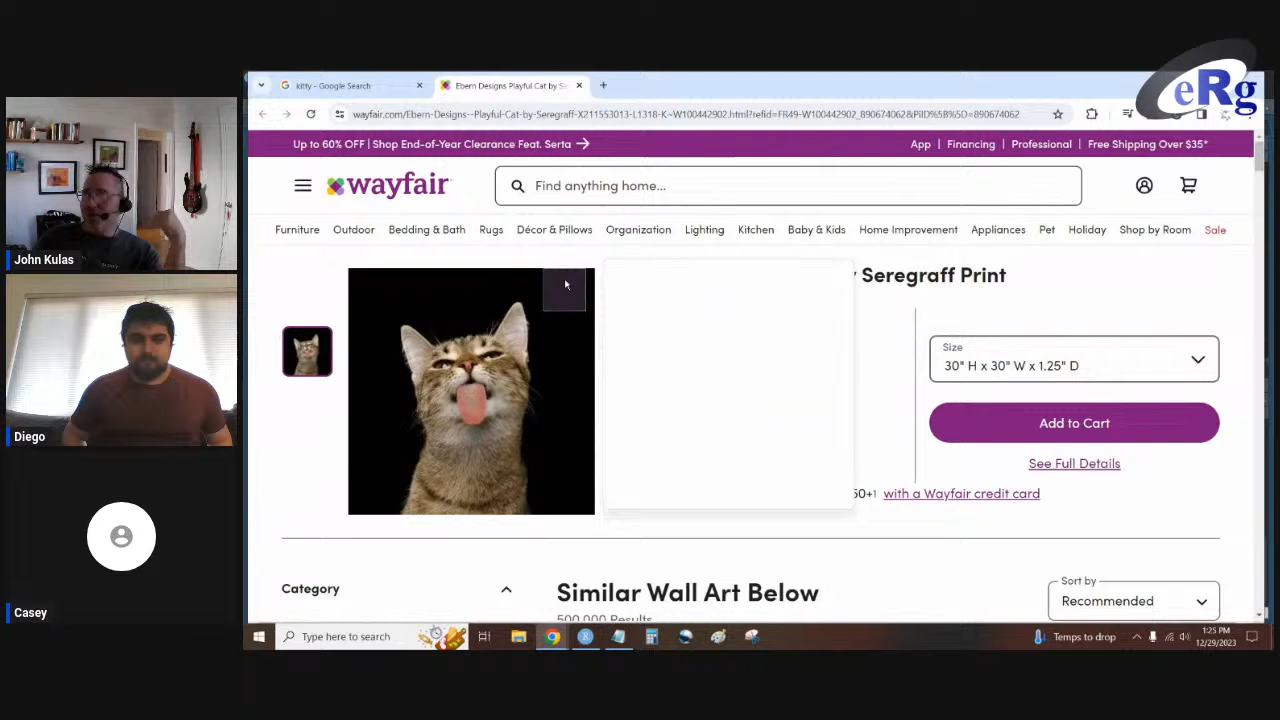 eRg
kitty - Google Search
Ebern Designs Playful Cat by Se
wayfair.com/Ebern-Designs--Playful-Cat-by-Seregraff-X211553013-L1318-K~W100442902.html?refid=FR49-W100442902_890674062&PiID%5B%5D=890674062
Up to 60% OFF | Shop End-of-Year Clearance Feat. Serta
App | Financing | Professional | Free Shipping Over $35*
wayfair
Find anything home...
Furniture Outdoor Bedding & Bath Rugs Décor & Pillows Organization Lighting Kitchen Baby & Kids Home Improvement Appliances Pet Holiday Shop by Room Sale
John Kulas
Seregraff Print
Size
30" H x 30" W x 1.25" D
Add to Cart
Diego
See Full Details
50+¹ with a Wayfair credit card
Category
Similar Wall Art Below
500,000 Results
Sort by
Recommended
Casey
Type here to search
Temps to drop
1:25 PM
12/29/2023